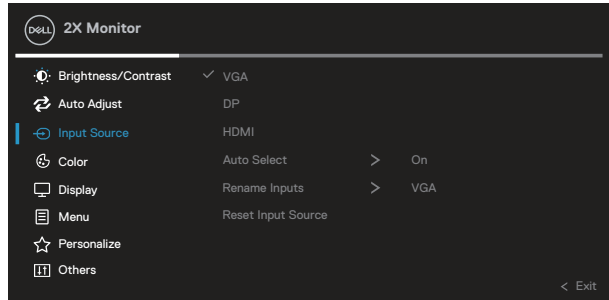 DELL 2X Monitor
Brightness/Contrast VGA
Auto Adjust DP
Input Source HDMI
Color Auto Select > On
Display Rename Inputs > VGA
Menu Reset Input Source
Personalize
Others
< Exit